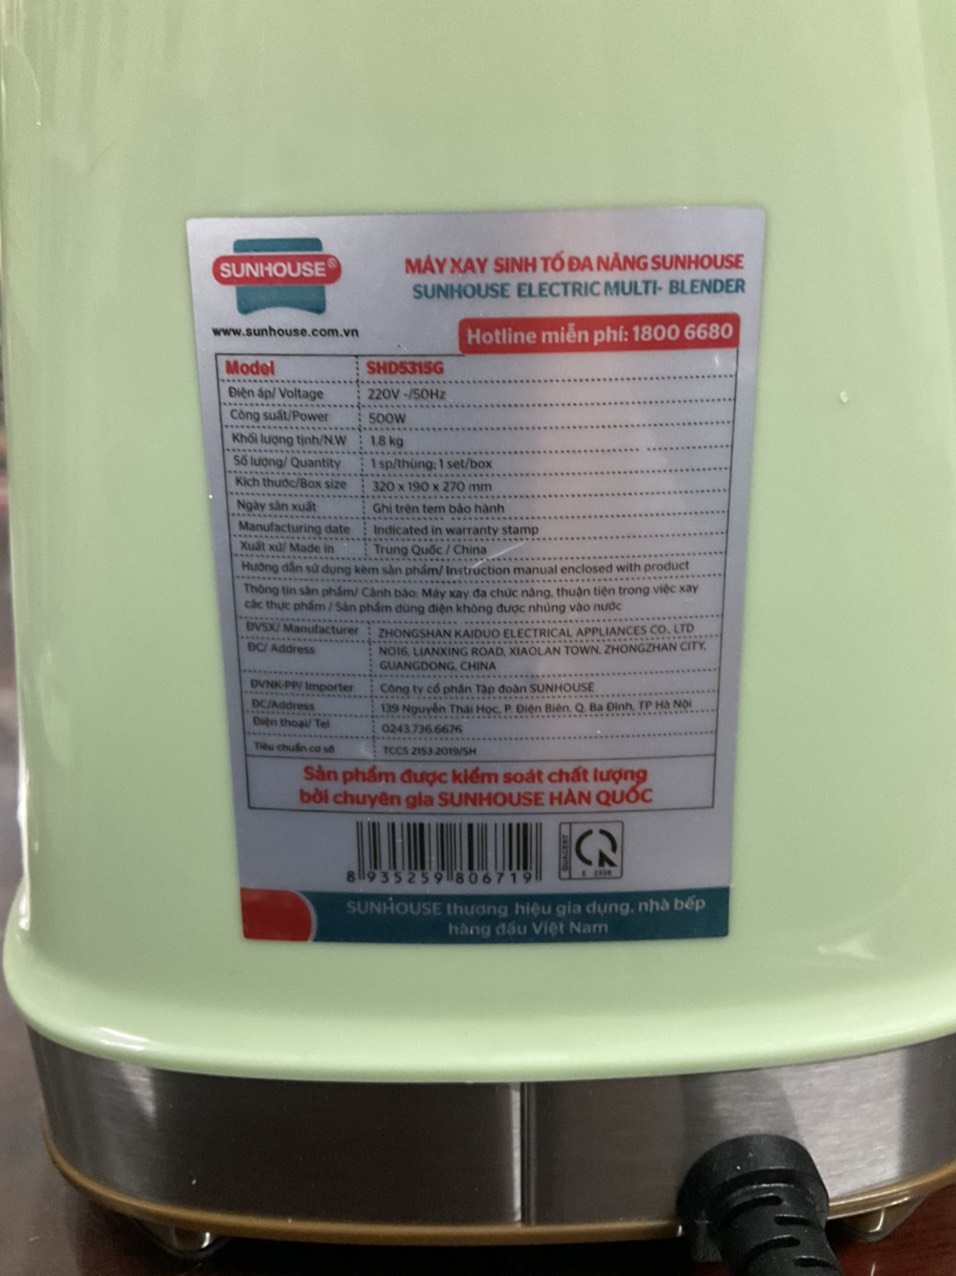 SUNHOUSE®
www.sunhouse.com.vn
MÁY XAY SINH TỐ ĐA NĂNG SUNHOUSE
SUNHOUSE ELECTRIC MULTI- BLENDER
Hotline miễn phí: 1800 6680
Model SHD5315G
Điện áp/ Voltage 220V ~/50Hz
Công suất/Power 500W
Khối lượng tịnh/N.W 1.8 kg
Số lượng/ Quantity 1 sp/thùng; 1 set/box
Kích thước/Box size 320 x 190 x 270 mm
Ngày sản xuất Ghi trên tem bảo hành
Manufacturing date Indicated in warranty stamp
Xuất xứ/ Made in Trung Quốc / China
Hướng dẫn sử dụng kèm sản phẩm/ Instruction manual enclosed with product
Thông tin sản phẩm/ Cảnh báo: Máy xay đa chức năng, thuận tiện trong việc xay
các thực phẩm / Sản phẩm dùng điện không được nhúng vào nước
ĐVSX/ Manufacturer ZHONGSHAN KAIDUO ELECTRICAL APPLIANCES CO., LTD
ĐC/ Address NO16, LIANXING ROAD, XIAOLAN TOWN, ZHONGZHAN CITY,
GUANGDONG, CHINA
ĐVNK-PP/ Importer Công ty cổ phần Tập đoàn SUNHOUSE
ĐC/Address 139 Nguyễn Thái Học, P. Điện Biên, Q. Ba Đình, TP Hà Nội
Điện thoại/ Tel 0243.736.6676
Tiêu chuẩn cơ sở TCCS 2153:2019/SH
Sản phẩm được kiểm soát chất lượng
bởi chuyên gia SUNHOUSE HÀN QUỐC
8 935259 806719
QUACERT
SUNHOUSE thương hiệu gia dụng, nhà bếp
hàng đầu Việt Nam